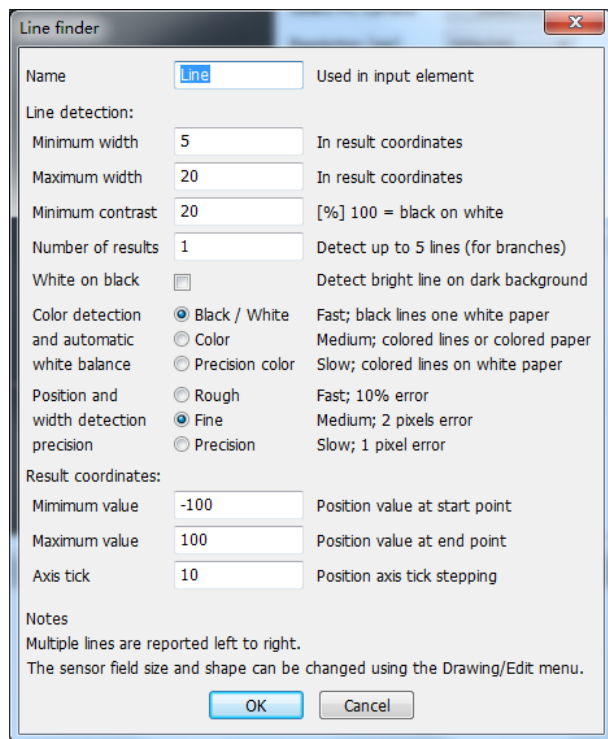 Line finder
Name Line Used in input element
Line detection:
Minimum width 5 In result coordinates
Maximum width 20 In result coordinates
Minimum contrast 20 [%] 100 = black on white
Number of results 1 Detect up to 5 lines (for branches)
White on black Detect bright line on dark background
Color detection Black / White Fast; black lines one white paper
and automatic Color Medium; colored lines or colored paper
white balance Precision color Slow; colored lines on white paper
Position and Rough Fast; 10% error
width detection Fine Medium; 2 pixels error
precision Precision Slow; 1 pixel error
Result coordinates:
Mimimum value -100 Position value at start point
Maximum value 100 Position value at end point
Axis tick 10 Position axis tick stepping
Notes
Multiple lines are reported left to right.
The sensor field size and shape can be changed using the Drawing/Edit menu.
OK Cancel